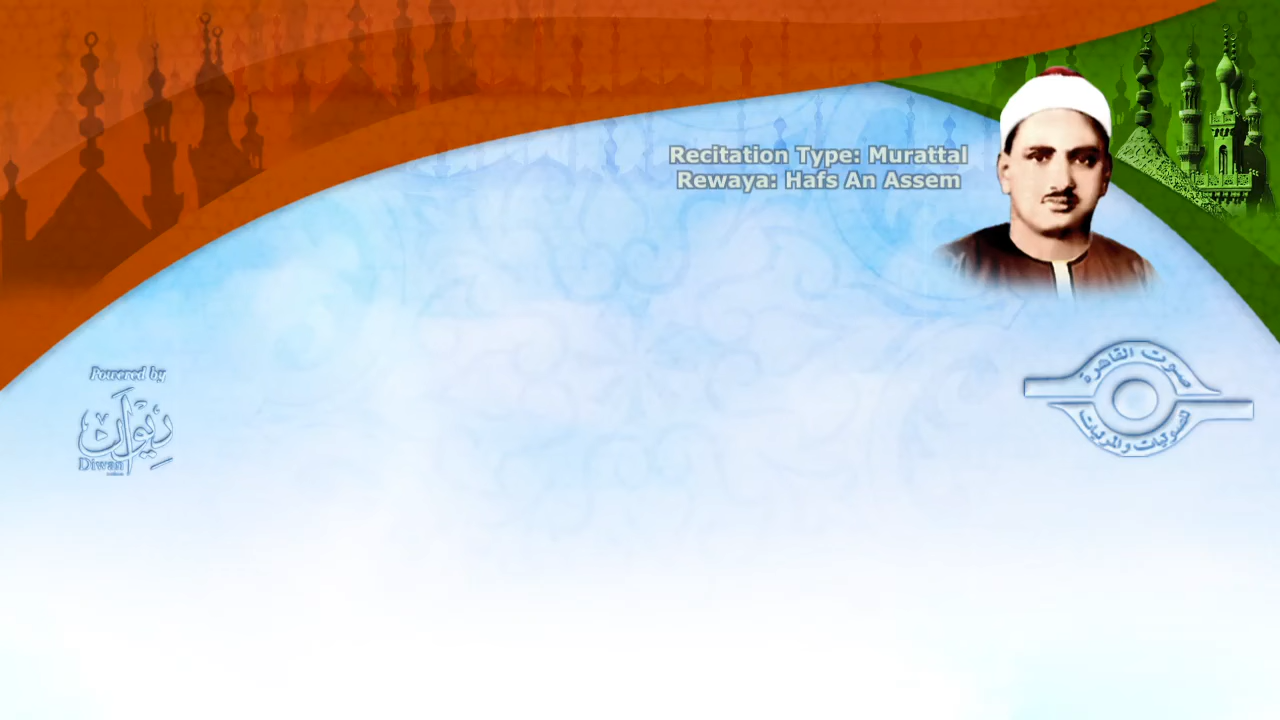 Recitation Type: Murattal
Rewaya: Hafs An Assem
صوت القاهرة
للصوتيات والمرئيات
Powered by
ديوان
Diwan